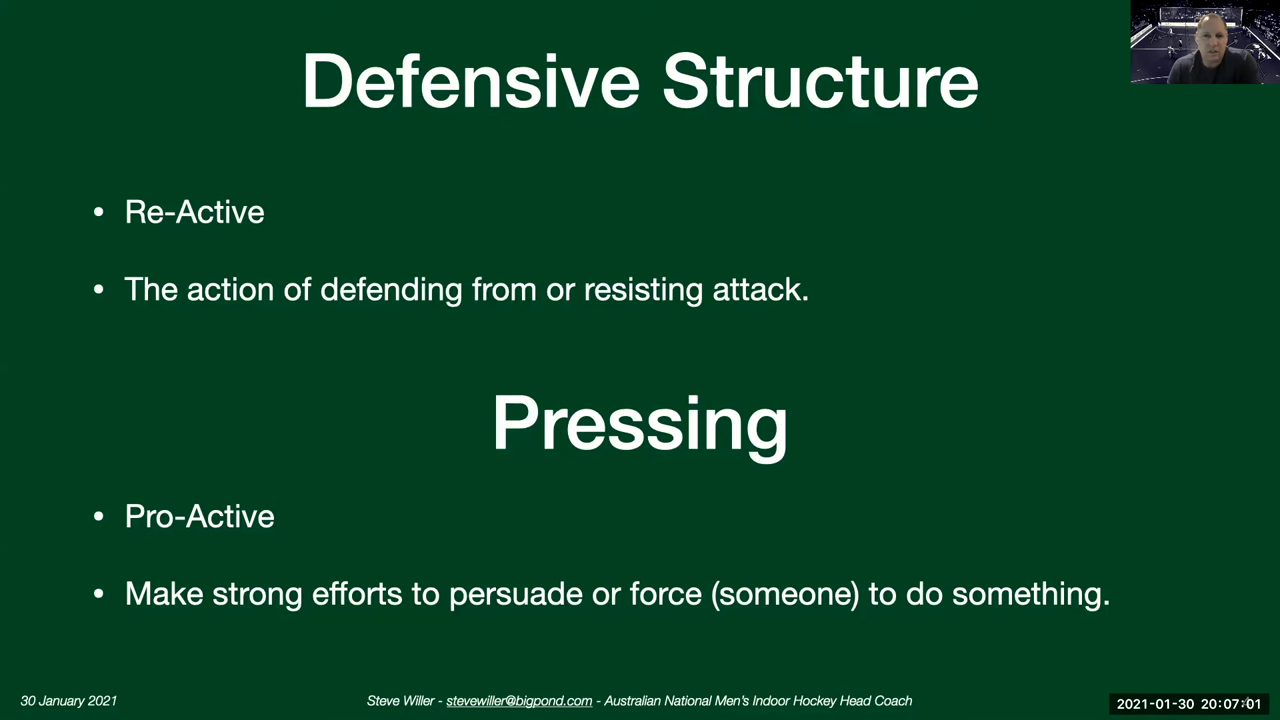 Defensive Structure
• Re-Active
• The action of defending from or resisting attack.
Pressing
• Pro-Active
• Make strong efforts to persuade or force (someone) to do something.
30 January 2021
Steve Willer - stevewiller@bigpond.com - Australian National Men's Indoor Hockey Head Coach
2021-01-30 20:07:01